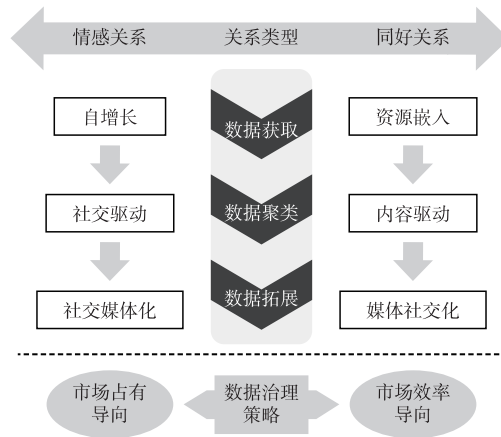 情感关系 关系类型 同好关系
自增长 数据获取 资源嵌入
社交驱动 数据聚类 内容驱动
社交媒体化 数据拓展 媒体社交化
市场占有 数据治理 市场效率
导向 策略 导向